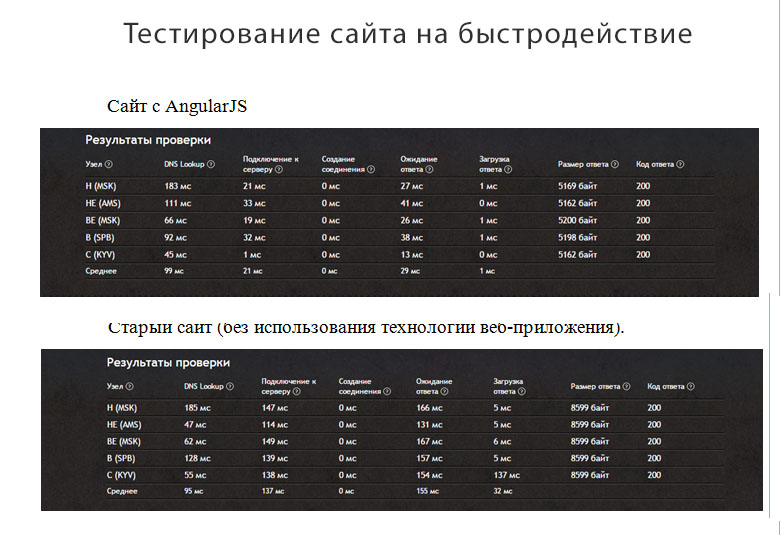 Тестирование сайта на быстродействие
Сайт с AngularJS
Результаты проверки
Узел ? DNS Lookup ? Подключение к серверу ? Создание соединения ? Ожидание ответа ? Загрузка ответа ? Размер ответа ? Код ответа ?
H (MSK) 183 мс 21 мс 0 мс 27 мс 1 мс 5169 байт 200
HE (AMS) 111 мс 33 мс 0 мс 41 мс 0 мс 5162 байт 200
BE (MSK) 66 мс 19 мс 0 мс 26 мс 1 мс 5200 байт 200
B (SPB) 92 мс 32 мс 0 мс 38 мс 1 мс 5198 байт 200
C (KYV) 45 мс 1 мс 0 мс 13 мс 0 мс 5162 байт 200
Среднее 99 мс 21 мс 0 мс 29 мс 1 мс
Старый сайт (без использования технологии веб-приложения).
Результаты проверки
Узел ? DNS Lookup ? Подключение к серверу ? Создание соединения ? Ожидание ответа ? Загрузка ответа ? Размер ответа ? Код ответа ?
H (MSK) 185 мс 147 мс 0 мс 166 мс 5 мс 8599 байт 200
HE (AMS) 47 мс 114 мс 0 мс 131 мс 5 мс 8599 байт 200
BE (MSK) 62 мс 149 мс 0 мс 167 мс 6 мс 8599 байт 200
B (SPB) 128 мс 139 мс 0 мс 157 мс 5 мс 8599 байт 200
C (KYV) 55 мс 138 мс 0 мс 154 мс 137 мс 8599 байт 200
Среднее 95 мс 137 мс 0 мс 155 мс 32 мс